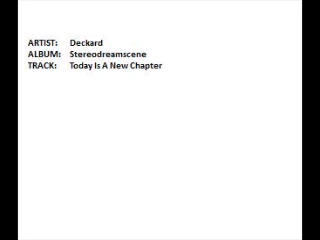 ARTIST: Deckard
ALBUM: Stereodreamscene
TRACK: Today Is A New Chapter